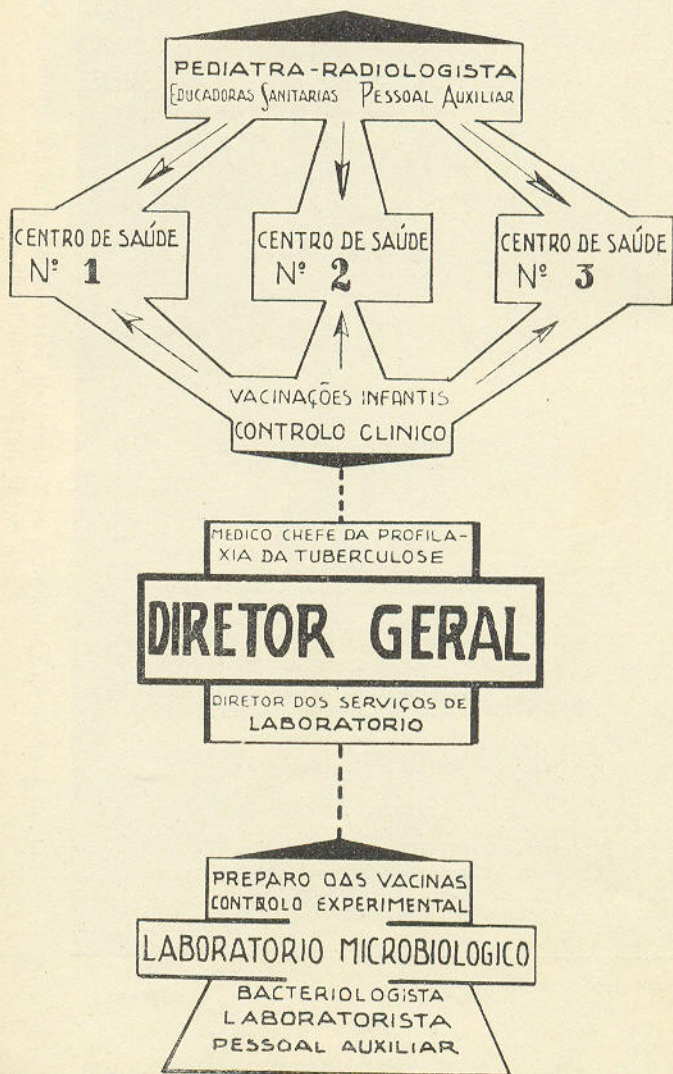 PEDIATRA-RADIOLOGISTA
EDUCADORAS SANITARIAS PESSOAL AUXILIAR
CENTRO DE SAÚDE
Nº 1
CENTRO DE SAÚDE
Nº 2
CENTRO DE SAÚDE
Nº 3
VACINAÇÕES INFANTIS
CONTROLO CLINICO
MEDICO CHEFE DA PROFILA-
XIA DA TUBERCULOSE
DIRETOR GERAL
DIRETOR DOS SERVIÇOS DE
LABORATORIO
PREPARO DAS VACINAS
CONTROLO EXPERIMENTAL
LABORATORIO MICROBIOLOGICO
BACTERIOLOGISTA
LABORATORISTA
PESSOAL AUXILIAR